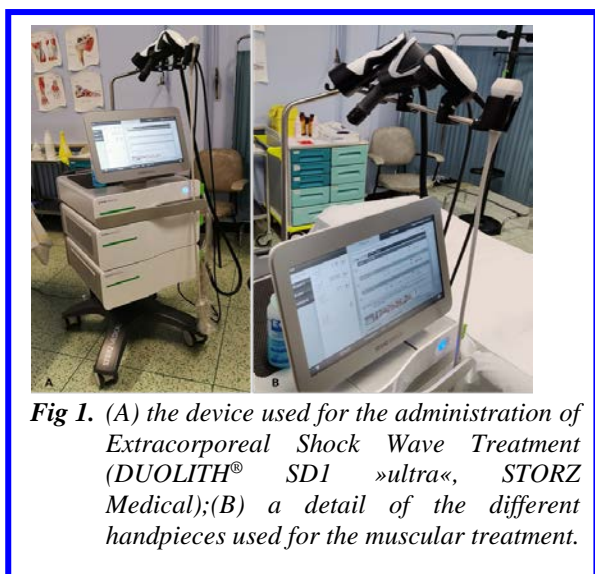 A
B
Fig 1. (A) the device used for the administration of
Extracorporeal Shock Wave Treatment
(DUOLITH® SD1 »ultra«, STORZ
Medical);(B) a detail of the different
handpieces used for the muscular treatment.